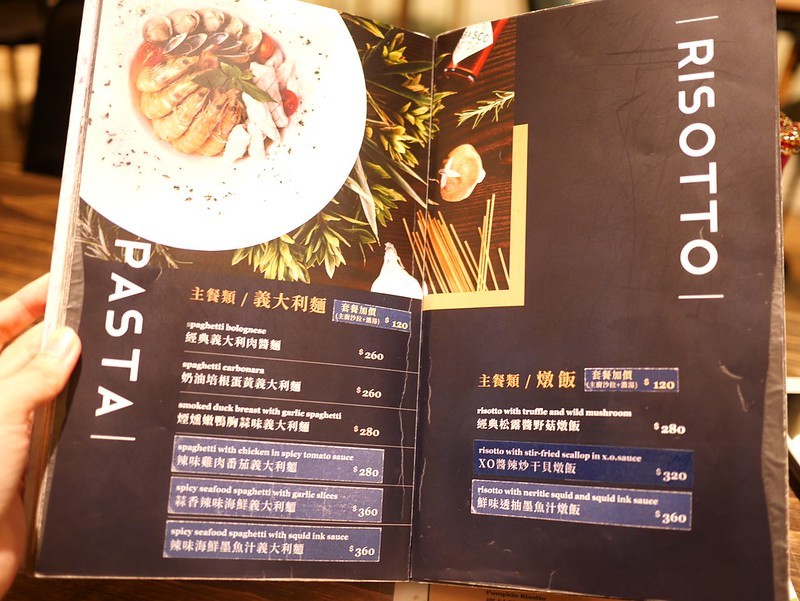 PASTA
主餐類 / 義大利麵
套餐加價
(主廚沙拉+濃湯)
$ 120
spaghetti bolognese
經典義大利肉醬麵
$260
spaghetti carbonara
奶油培根蛋黃義大利麵
$260
smoked duck breast with garlic spaghetti
煙燻嫩鴨胸蒜味義大利麵
$280
spaghetti with chicken in spicy tomato sauce
辣味雞肉番茄義大利麵
$280
spicy seafood spaghetti with garlic slices
蒜香辣味海鮮義大利麵
$360
spicy seafood spaghetti with squid ink sauce
辣味海鮮墨魚汁義大利麵
$360
RISOTTO
主餐類 / 燉飯
套餐加價
(主廚沙拉+濃湯)
$ 120
risotto with truffle and wild mushroom
經典松露醬野菇燉飯
$280
risotto with stir-fried scallop in x.o.sauce
XO醬辣炒干貝燉飯
$320
risotto with neritic squid and squid ink sauce
鮮味透抽墨魚汁燉飯
$360
Pumpkin Risotto